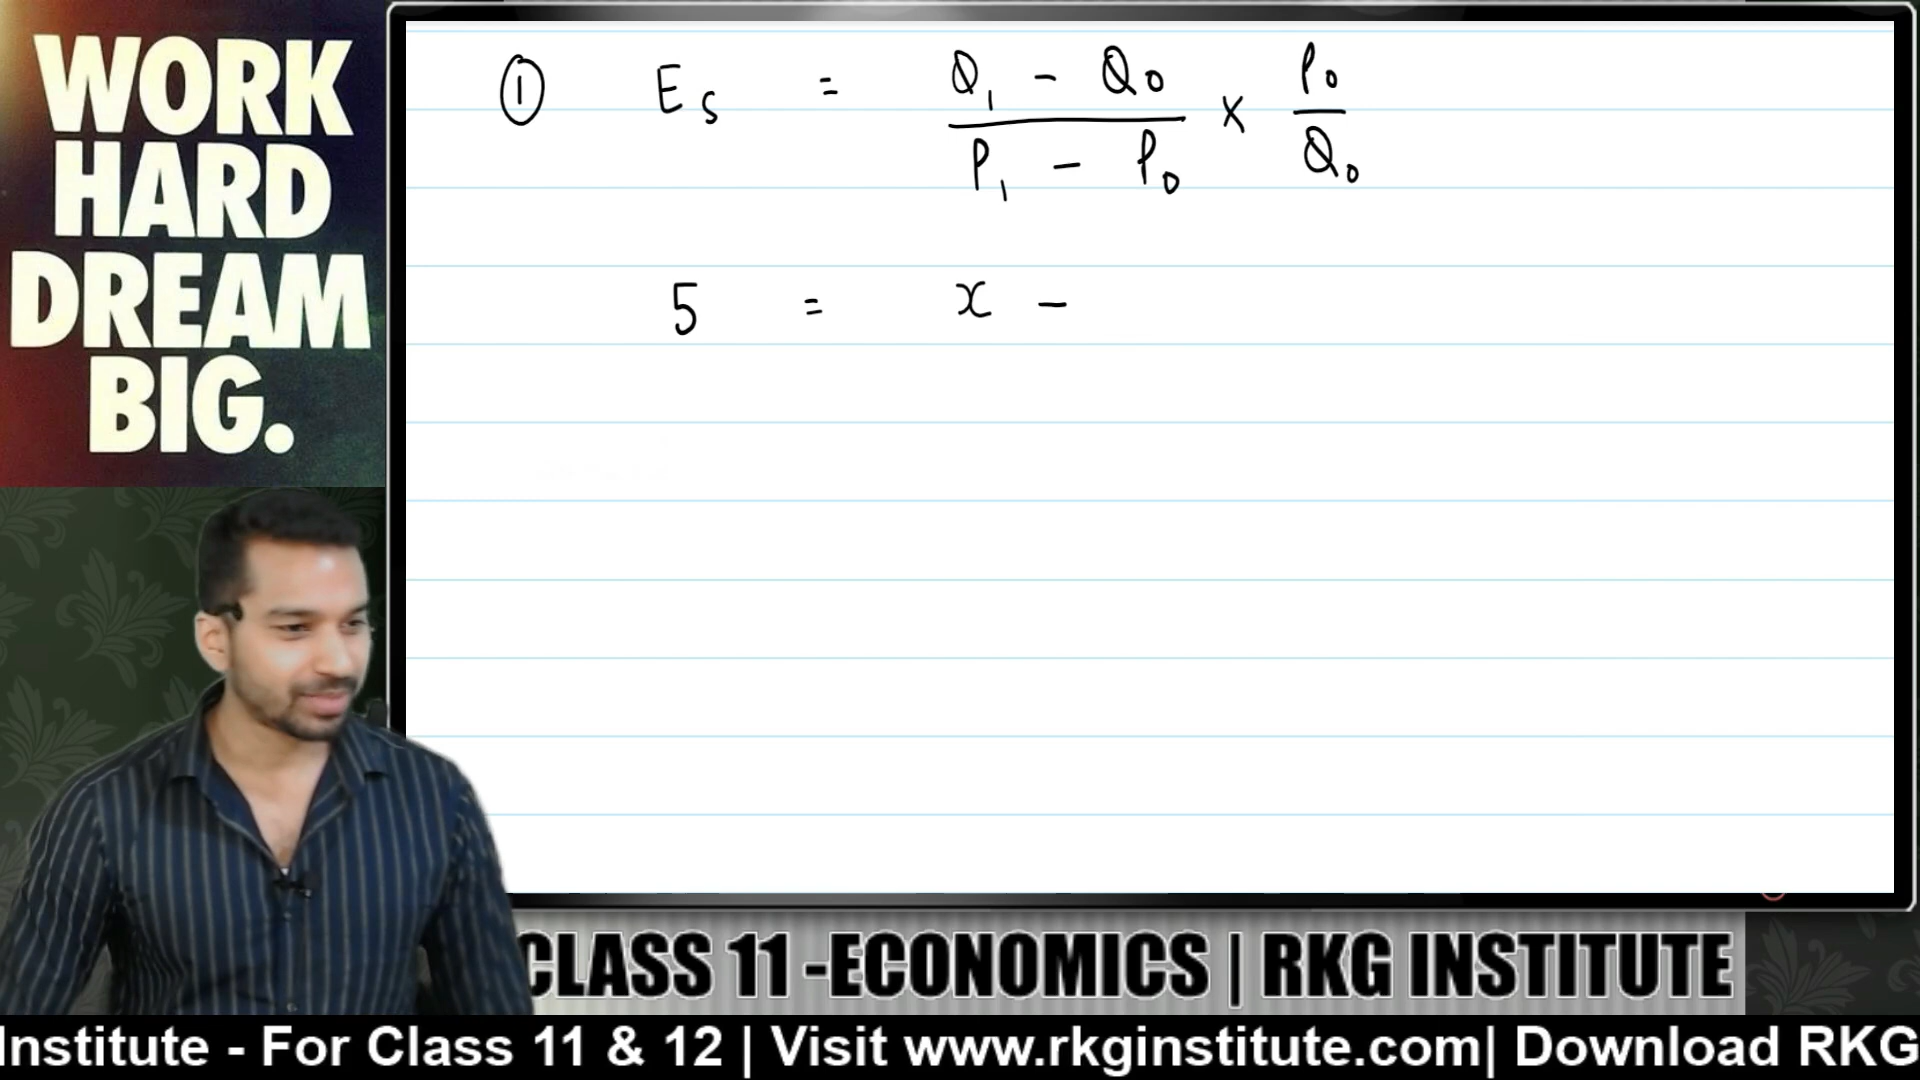 WORK
HARD
DREAM
BIG.
① Es = Q1 - Q0 / P1 - P0 × P0 / Q0
5 = x -
CLASS 11 -ECONOMICS | RKG INSTITUTE
Institute - For Class 11 & 12 | Visit www.rkginstitute.com| Download RKG